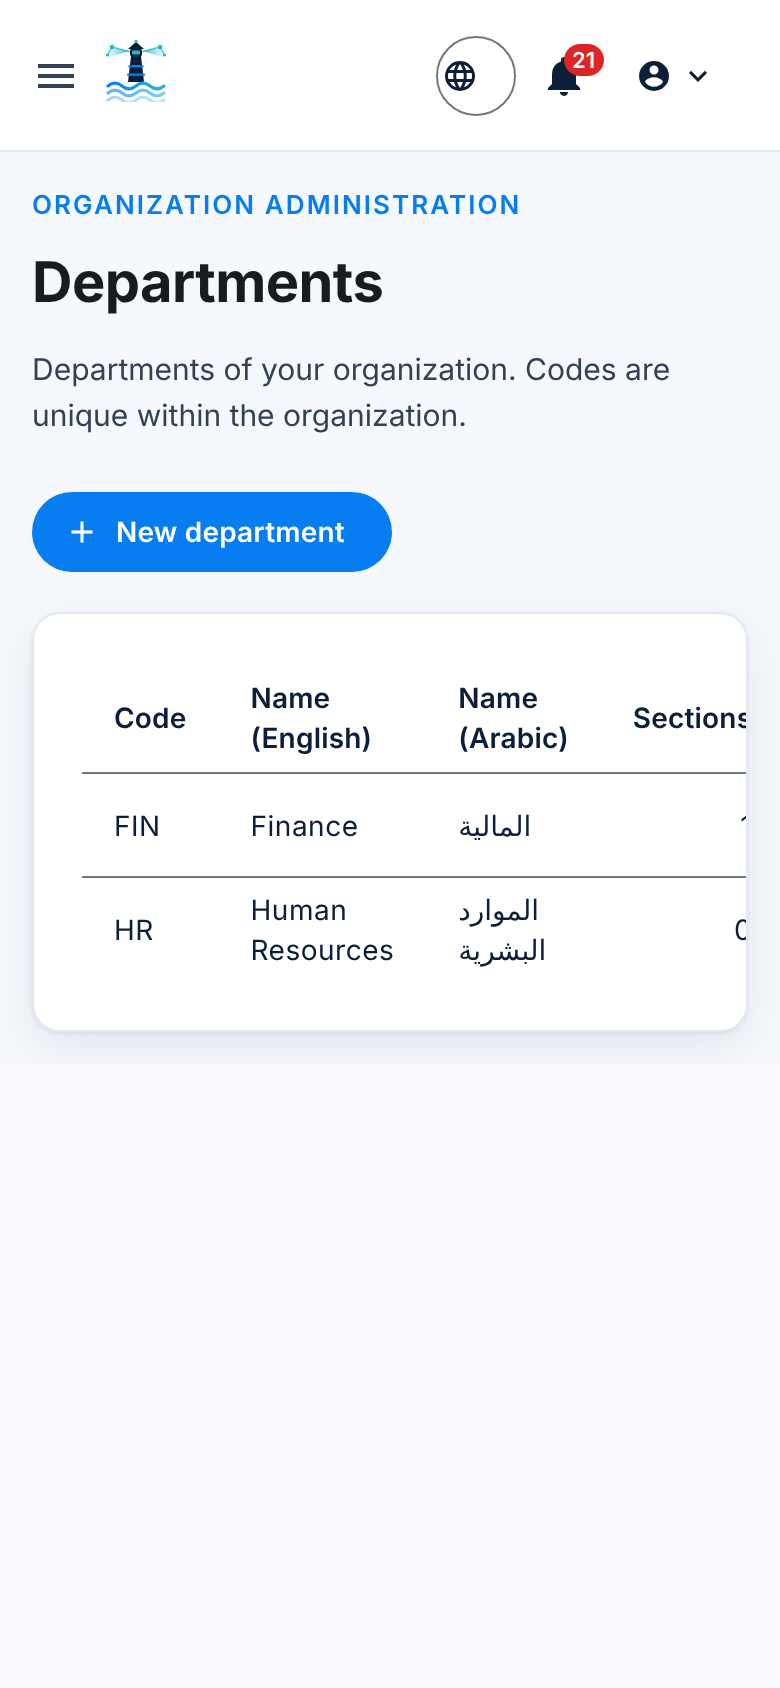 21
ORGANIZATION ADMINISTRATION
Departments
Departments of your organization. Codes are
unique within the organization.
New department
Code Name (English) Name (Arabic) Sections
FIN Finance المالية
HR Human Resources الموارد البشرية